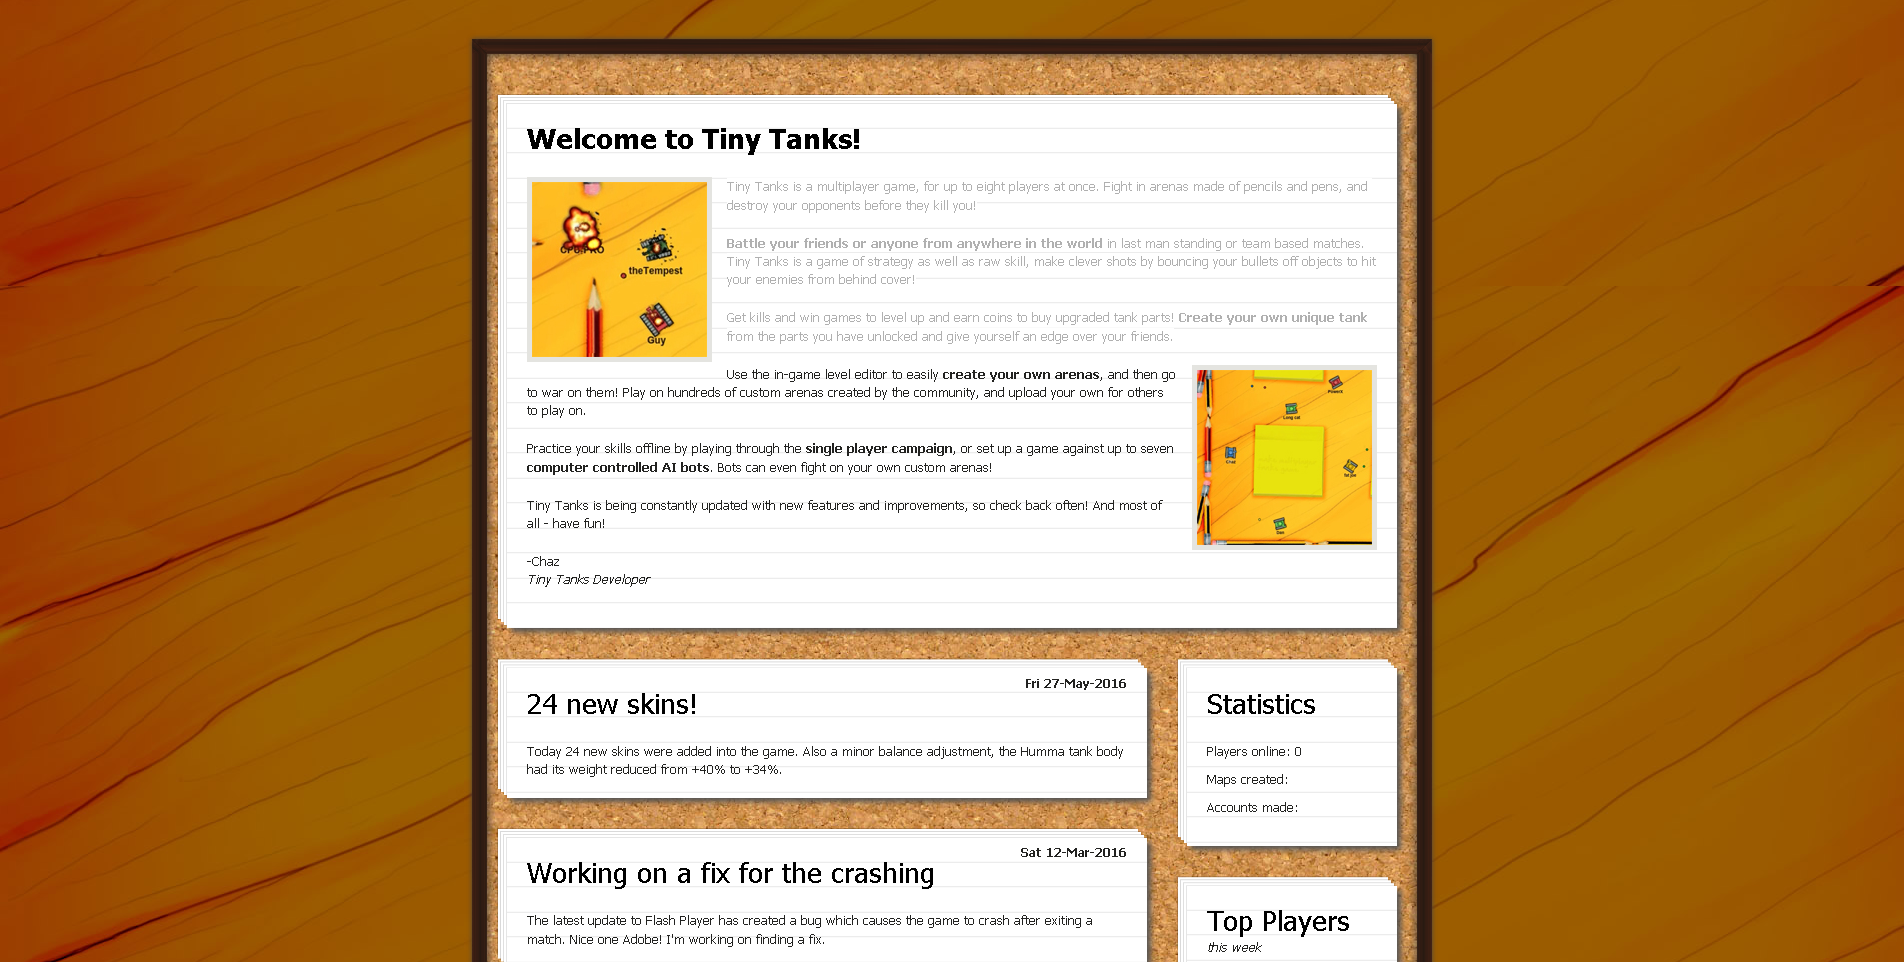 Welcome to Tiny Tanks!
Tiny Tanks is a multiplayer game, for up to eight players at once. Fight in arenas made of pencils and pens, and
destroy your opponents before they kill you!
Battle your friends or anyone from anywhere in the world in last man standing or team based matches.
Tiny Tanks is a game of strategy as well as raw skill, make clever shots by bouncing your bullets off objects to hit
your enemies from behind cover!
Get kills and win games to level up and earn coins to buy upgraded tank parts! Create your own unique tank
from the parts you have unlocked and give yourself an edge over your friends.
theTempest
Guy
Use the in-game level editor to easily create your own arenas, and then go
to war on them! Play on hundreds of custom arenas created by the community, and upload your own for others
to play on.
Practice your skills offline by playing through the single player campaign, or set up a game against up to seven
computer controlled AI bots. Bots can even fight on your own custom arenas!
Tiny Tanks is being constantly updated with new features and improvements, so check back often! And most of
all - have fun!
-Chaz
Tiny Tanks Developer
Long cat
Chaz
Dan
Fri 27-May-2016
24 new skins!
Today 24 new skins were added into the game. Also a minor balance adjustment, the Humma tank body
had its weight reduced from +40% to +34%.
Sat 12-Mar-2016
Working on a fix for the crashing
The latest update to Flash Player has created a bug which causes the game to crash after exiting a
match. Nice one Adobe! I'm working on finding a fix.
Statistics
Players online: 0
Maps created:
Accounts made:
Top Players
this week